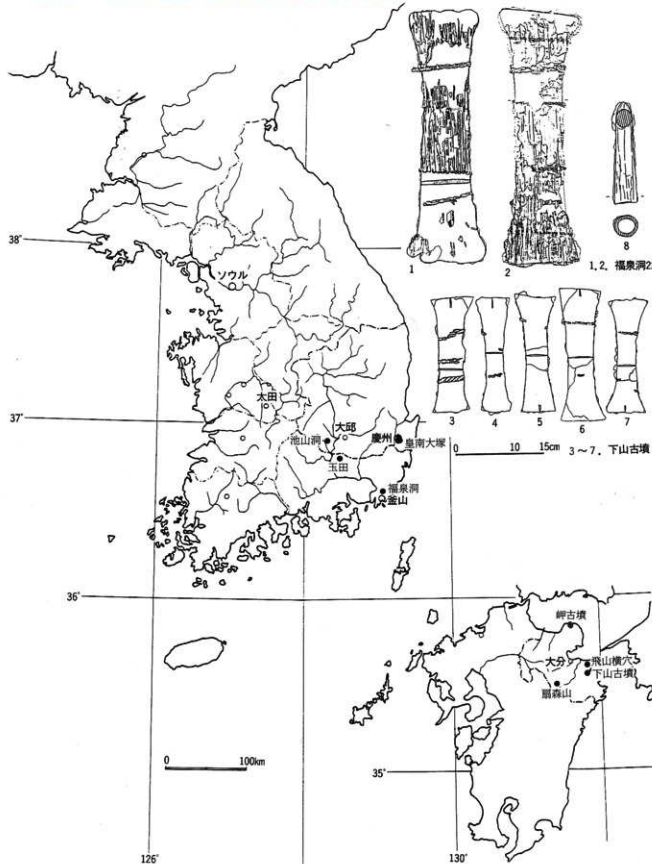 1
2
8
1,2. 福泉洞2
38°
ソウル
3
4
5
6
7
0 10 15cm
3～7. 下山古墳
37°
太田
大邱
池山洞
慶州
皇南大塚
玉田
福泉洞
釜山
36°
岬古墳
大分
飛山横穴
下山古墳
扇森山
0 100km
35°
126°
130°